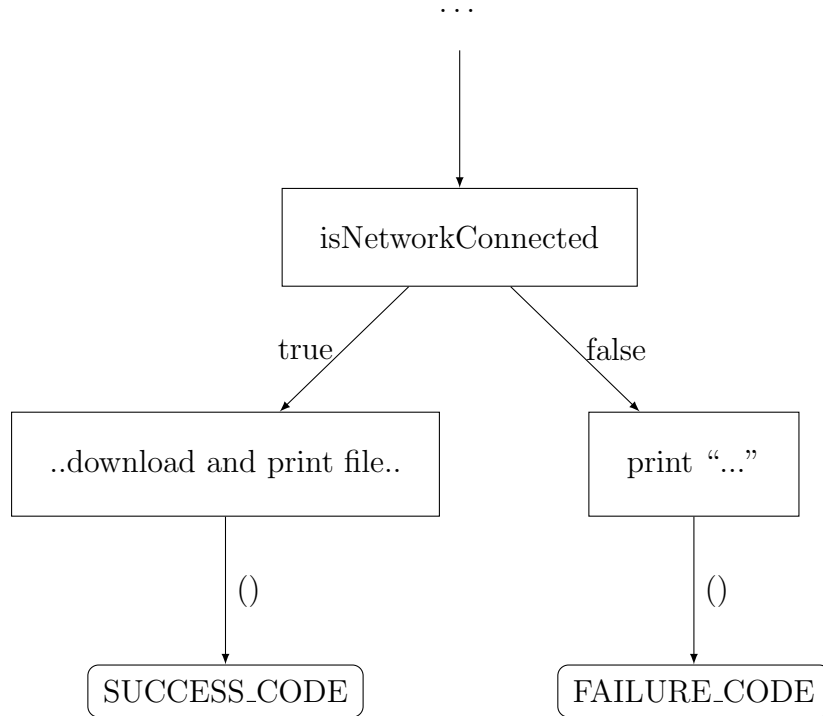 ...
isNetworkConnected
true
false
..download and print file..
print “...”
()
()
SUCCESS_CODE
FAILURE_CODE